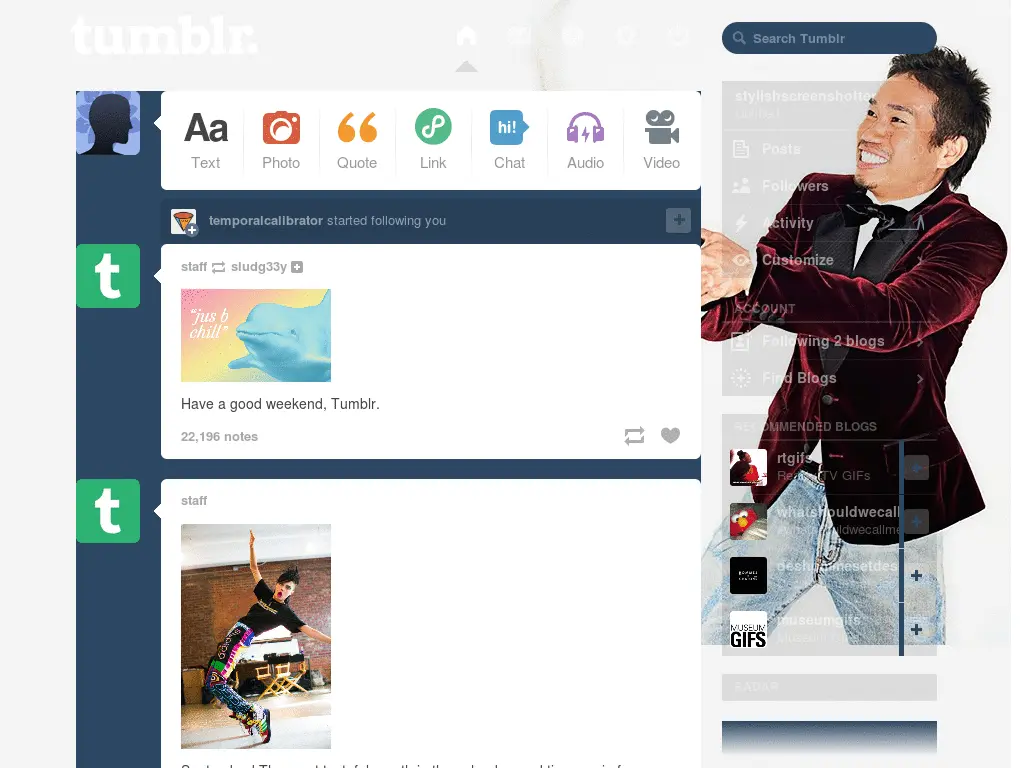 tumblr.
Search Tumblr
stylishscreenshotter
Untitled
Posts
Followers
Activity
Customize
ACCOUNT
Following 2 blogs
Find Blogs
RECOMMENDED BLOGS
rtgifs
Reality TV GIFs
whatshouldwecall
#whatshouldwecallme
museumgifs
RADAR
Aa
Text
Photo
Quote
Link
hi!
Chat
Audio
Video
temporalcalibrator started following you
staff sludg33y
"jus b
chill"
Have a good weekend, Tumblr.
22,196 notes
staff
MUSEUM
GIFS